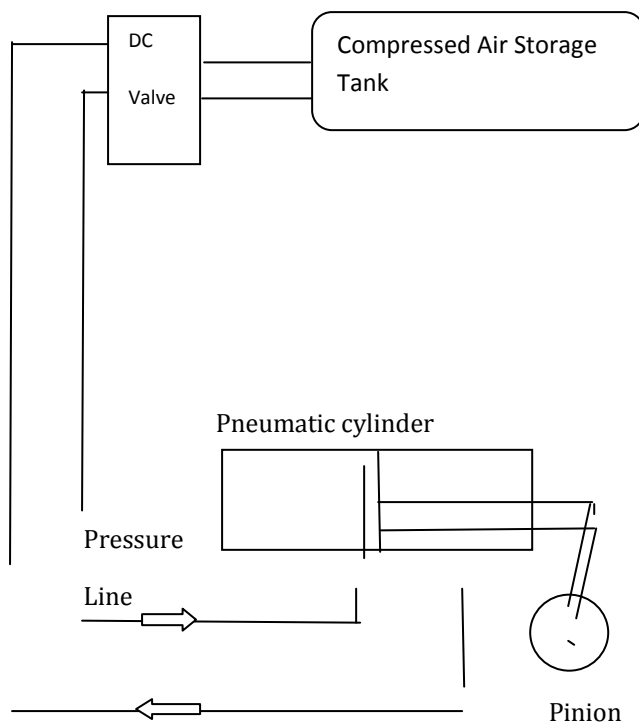 DC
Valve
Compressed Air Storage
Tank
Pneumatic cylinder
Pressure
Line
Pinion